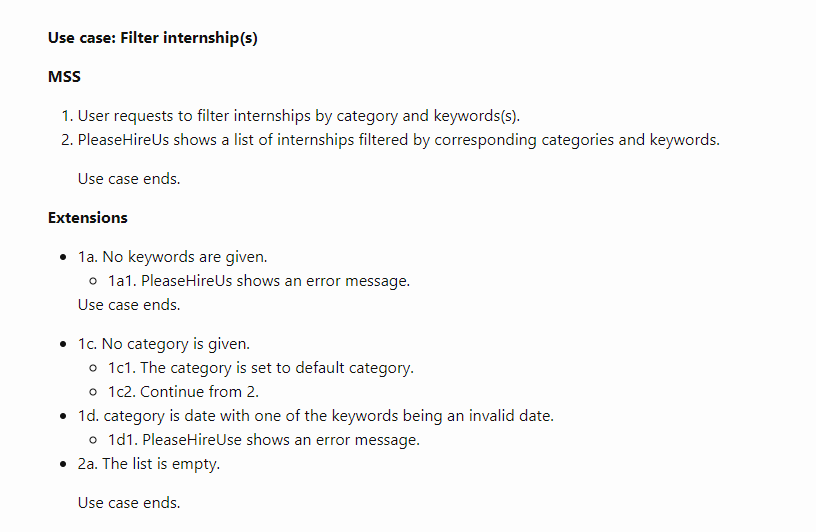 Use case: Filter internship(s)
MSS
1. User requests to filter internships by category and keywords(s).
2. PleaseHireUs shows a list of internships filtered by corresponding categories and keywords.
Use case ends.
Extensions
• 1a. No keywords are given.
○ 1a1. PleaseHireUs shows an error message.
Use case ends.
• 1c. No category is given.
○ 1c1. The category is set to default category.
○ 1c2. Continue from 2.
• 1d. category is date with one of the keywords being an invalid date.
○ 1d1. PleaseHireUse shows an error message.
• 2a. The list is empty.
Use case ends.